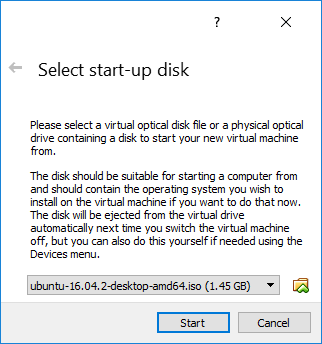 ?
Select start-up disk
Please select a virtual optical disk file or a physical optical
drive containing a disk to start your new virtual machine
from.
The disk should be suitable for starting a computer from
and should contain the operating system you wish to
install on the virtual machine if you want to do that now.
The disk will be ejected from the virtual drive
automatically next time you switch the virtual machine
off, but you can also do this yourself if needed using the
Devices menu.
ubuntu-16.04.2-desktop-amd64.iso (1.45 GB)
Start
Cancel